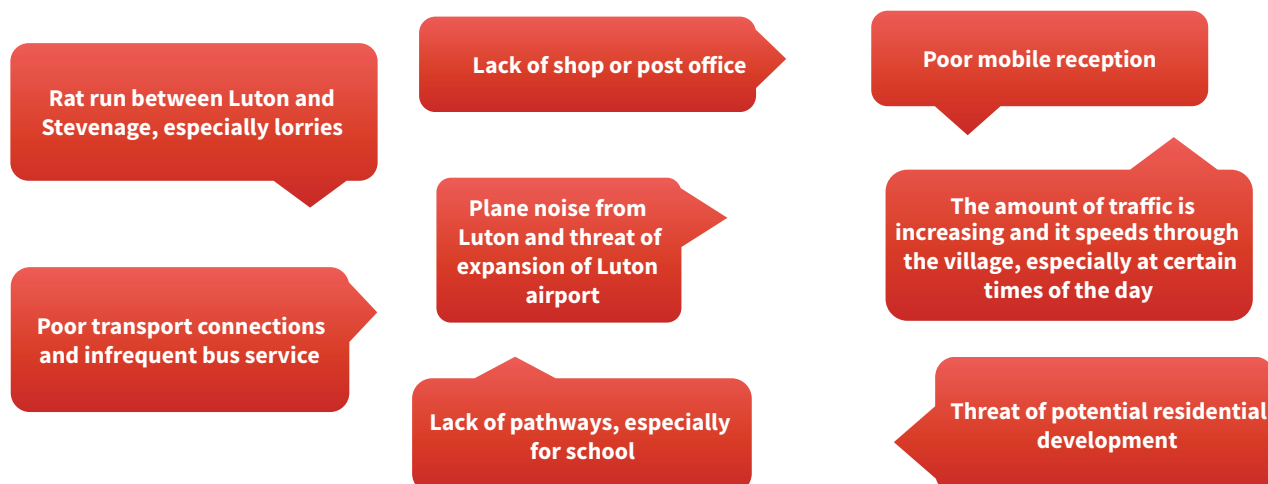 Rat run between Luton and
Stevenage, especially lorries
Lack of shop or post office
Poor mobile reception
Plane noise from
Luton and threat of
expansion of Luton
airport
The amount of traffic is
increasing and it speeds through
the village, especially at certain
times of the day
Poor transport connections
and infrequent bus service
Lack of pathways, especially
for school
Threat of potential residential
development